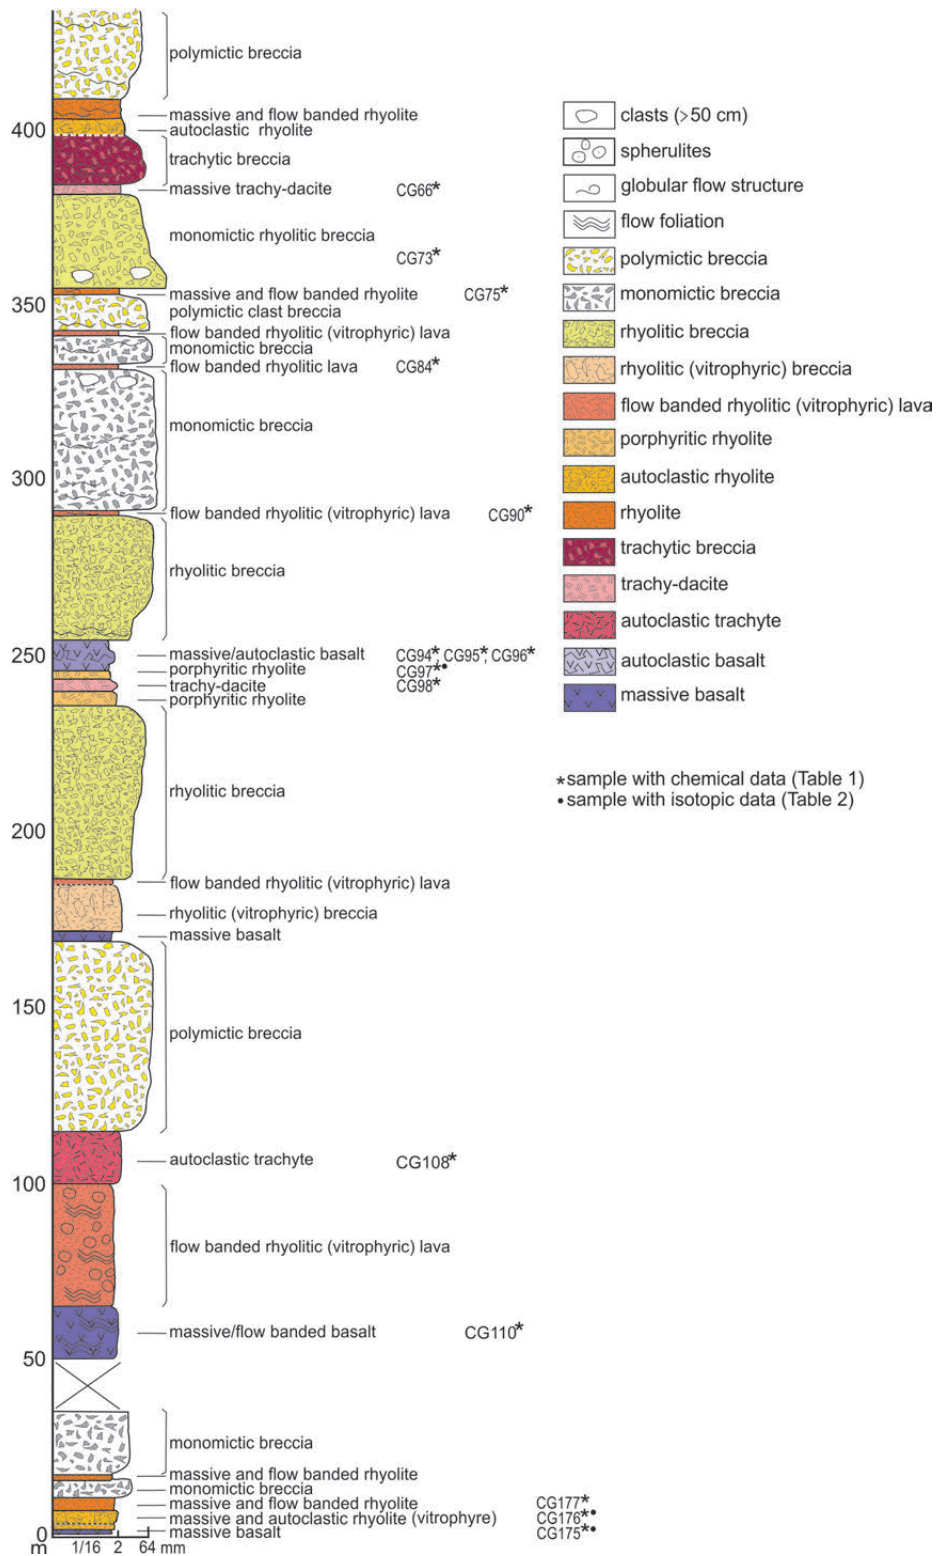 polymictic breccia
massive and flow banded rhyolite
400
autoclastic rhyolite
trachytic breccia
massive trachy-dacite CG66*
monomictic rhyolitic breccia
CG73*
massive and flow banded rhyolite CG75*
350
polymictic clast breccia
flow banded rhyolitic (vitrophyric) lava
monomictic breccia
flow banded rhyolitic lava CG84*
monomictic breccia
300
flow banded rhyolitic (vitrophyric) lava CG90*
rhyolitic breccia
250
massive/autoclastic basalt CG94*, CG95*, CG96*
porphyritic rhyolite CG97*•
trachy-dacite CG98*
porphyritic rhyolite
rhyolitic breccia
200
flow banded rhyolitic (vitrophyric) lava
rhyolitic (vitrophyric) breccia
massive basalt
150
polymictic breccia
autoclastic trachyte CG108*
100
flow banded rhyolitic (vitrophyric) lava
massive/flow banded basalt CG110*
50
monomictic breccia
massive and flow banded rhyolite
monomictic breccia
massive and flow banded rhyolite CG177*
massive and autoclastic rhyolite (vitrophyre) CG176*•
0
massive basalt CG175*•
m 1/16 2 64 mm
clasts (>50 cm)
spherulites
globular flow structure
flow foliation
polymictic breccia
monomictic breccia
rhyolitic breccia
rhyolitic (vitrophyric) breccia
flow banded rhyolitic (vitrophyric) lava
porphyritic rhyolite
autoclastic rhyolite
rhyolite
trachytic breccia
trachy-dacite
autoclastic trachyte
autoclastic basalt
massive basalt
*sample with chemical data (Table 1)
•sample with isotopic data (Table 2)